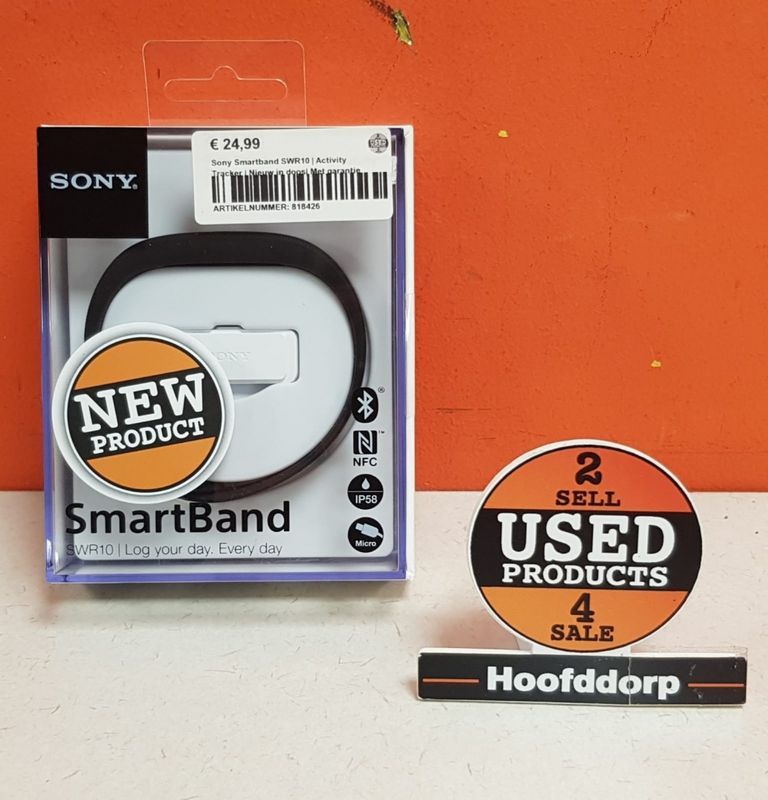 € 24,99
Sony Smartband SWR10 | Activity
Tracker | Nieuw in doos| Met garantie
ARTIKELNUMMER: 818426
SONY®
SONY
NEW
PRODUCT
®
™
NFC
IP58
Micro
SmartBand
SWR10 | Log your day. Every day
2
SELL
USED
PRODUCTS
4
SALE
Hoofddorp